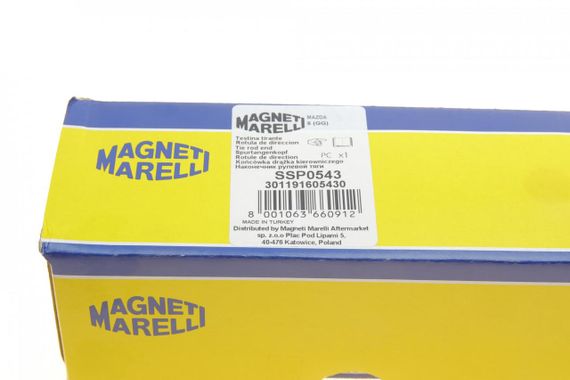 MAGNETI
MARELLI
MAGNETI
MARELLI
MAZDA
6 (GG)
Testina tirante
Rotula de direccion
Tie rod end
Spurtangenkopf
Rotule de direction
Końcówka drążka kierowniczego
Наконечник рулевой тяги
PC x1
SSP0543
301191605430
8 001063 660912
MADE IN TURKEY
Distributed by Magneti Marelli Aftermarket
sp. z.o.o Plac Pod Lipami 5,
40-476 Katowice, Poland
MAGNETI
MARELLI